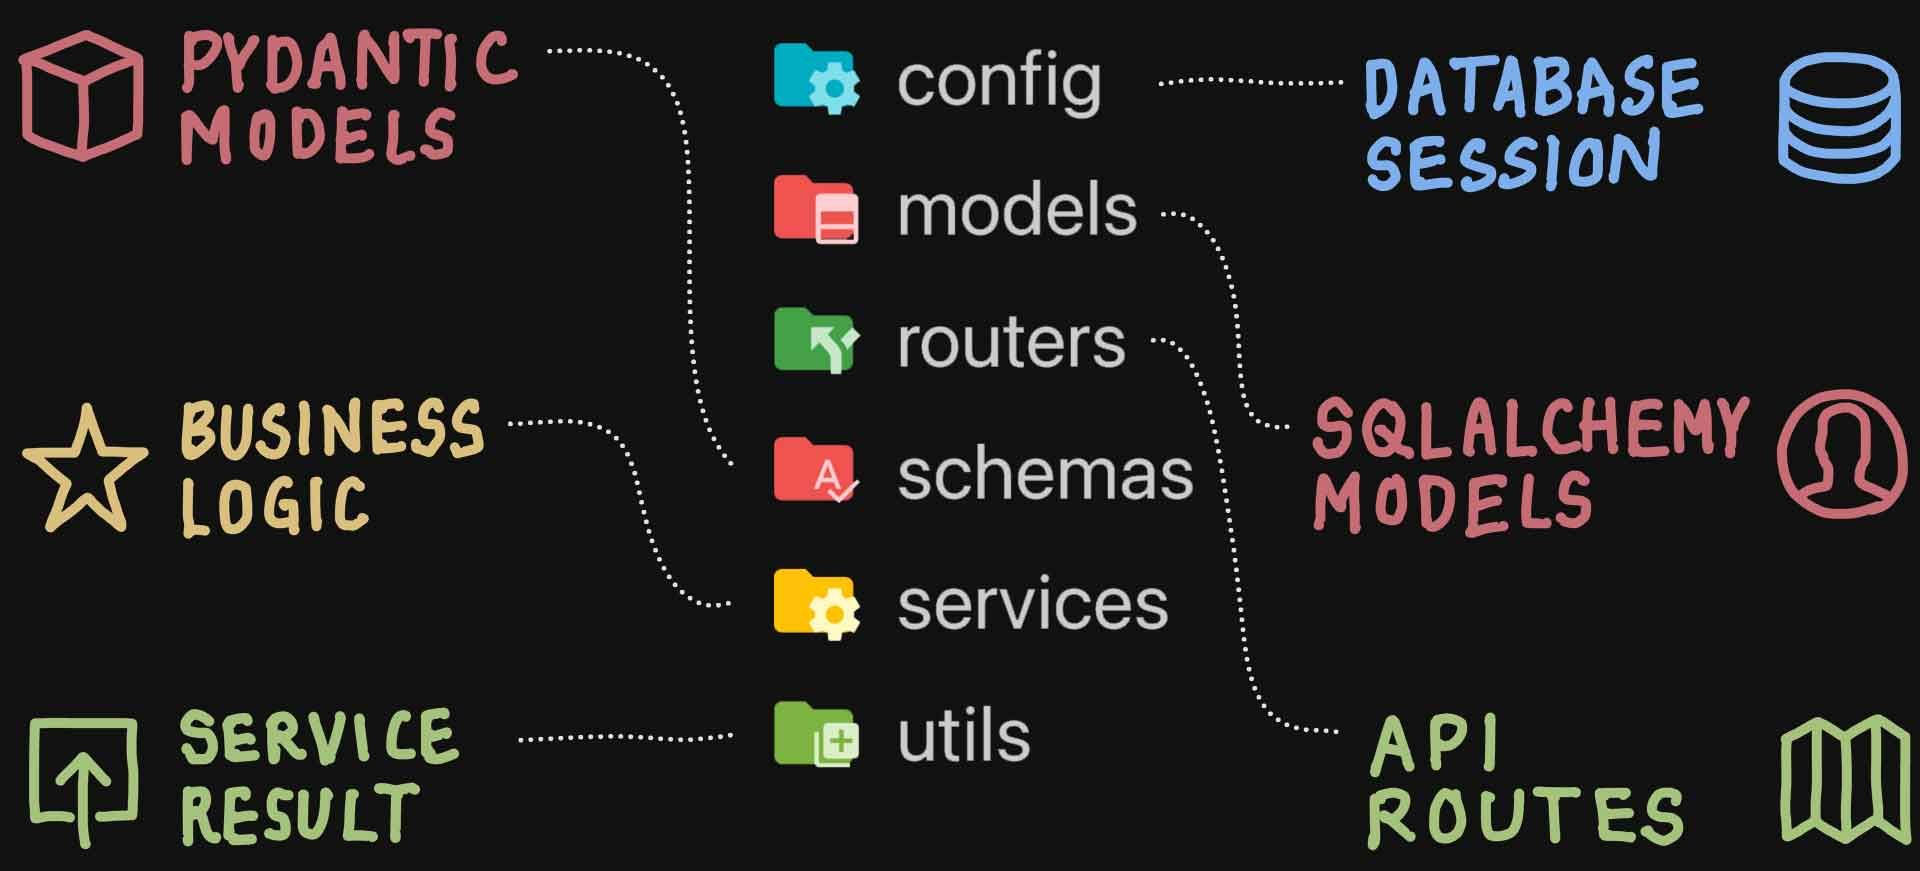 PYDANTIC
MODELS
BUSINESS
LOGIC
SERVICE
RESULT
config
models
routers
schemas
services
utils
DATABASE
SESSION
SQLALCHEMY
MODELS
API
ROUTES